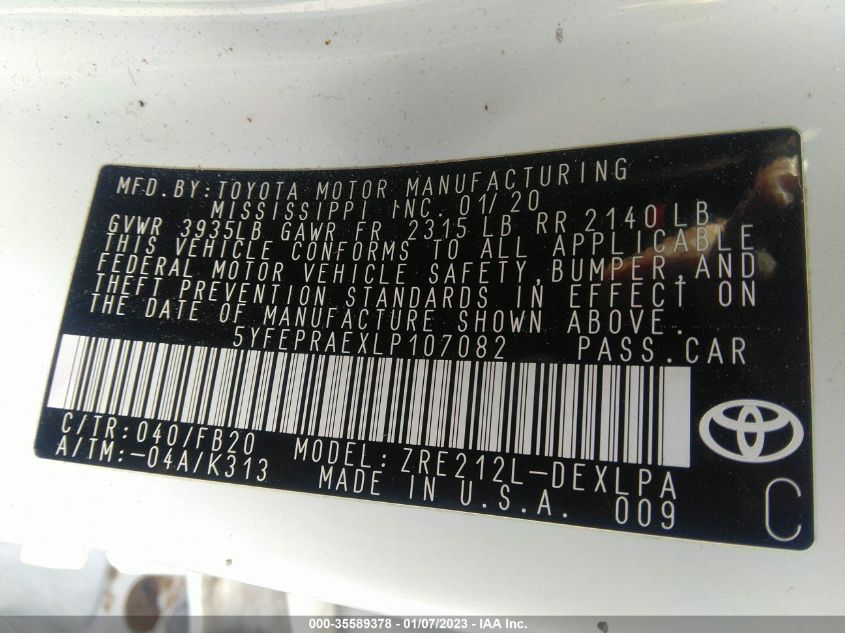 MFD.BY:TOYOTA MOTOR MANUFACTURING
MISSISSIPPI INC. 01/20
GVWR 3935LB GAWR FR 2315 LB RR 2140 LB
THIS VEHICLE CONFORMS TO ALL APPLICABLE
FEDERAL MOTOR VEHICLE SAFETY,BUMPER,AND
THEFT PREVENTION STANDARDS IN EFFECT ON
THE DATE OF MANUFACTURE SHOWN ABOVE.
5YFEPRAEXLP107082 PASS.CAR
C/TR:040/FB20 MODEL:ZRE212L-DEXLPA
A/TM:-04A/K313 MADE IN U.S.A. 009 C
000-35589378 - 01/07/2023 - IAA Inc.